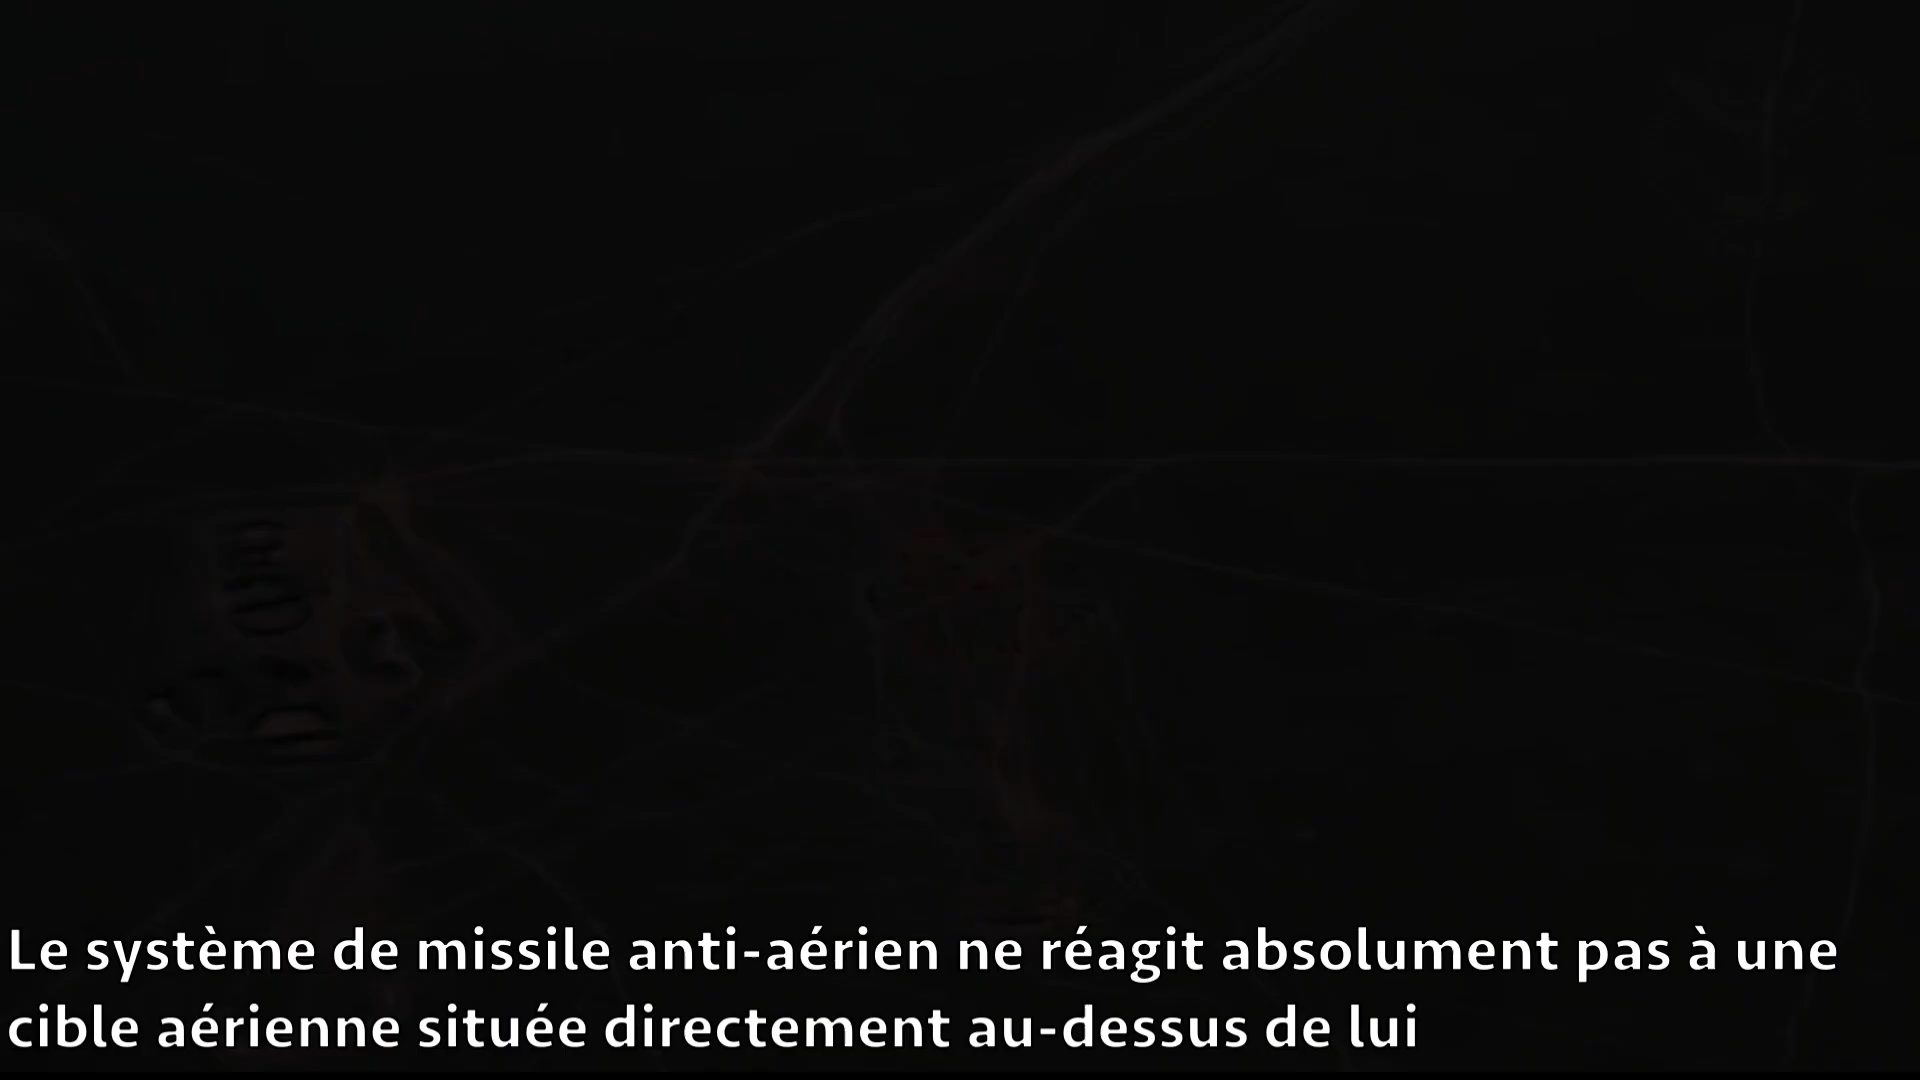 Le système de missile anti-aérien ne réagit absolument pas à une
cible aérienne située directement au-dessus de lui